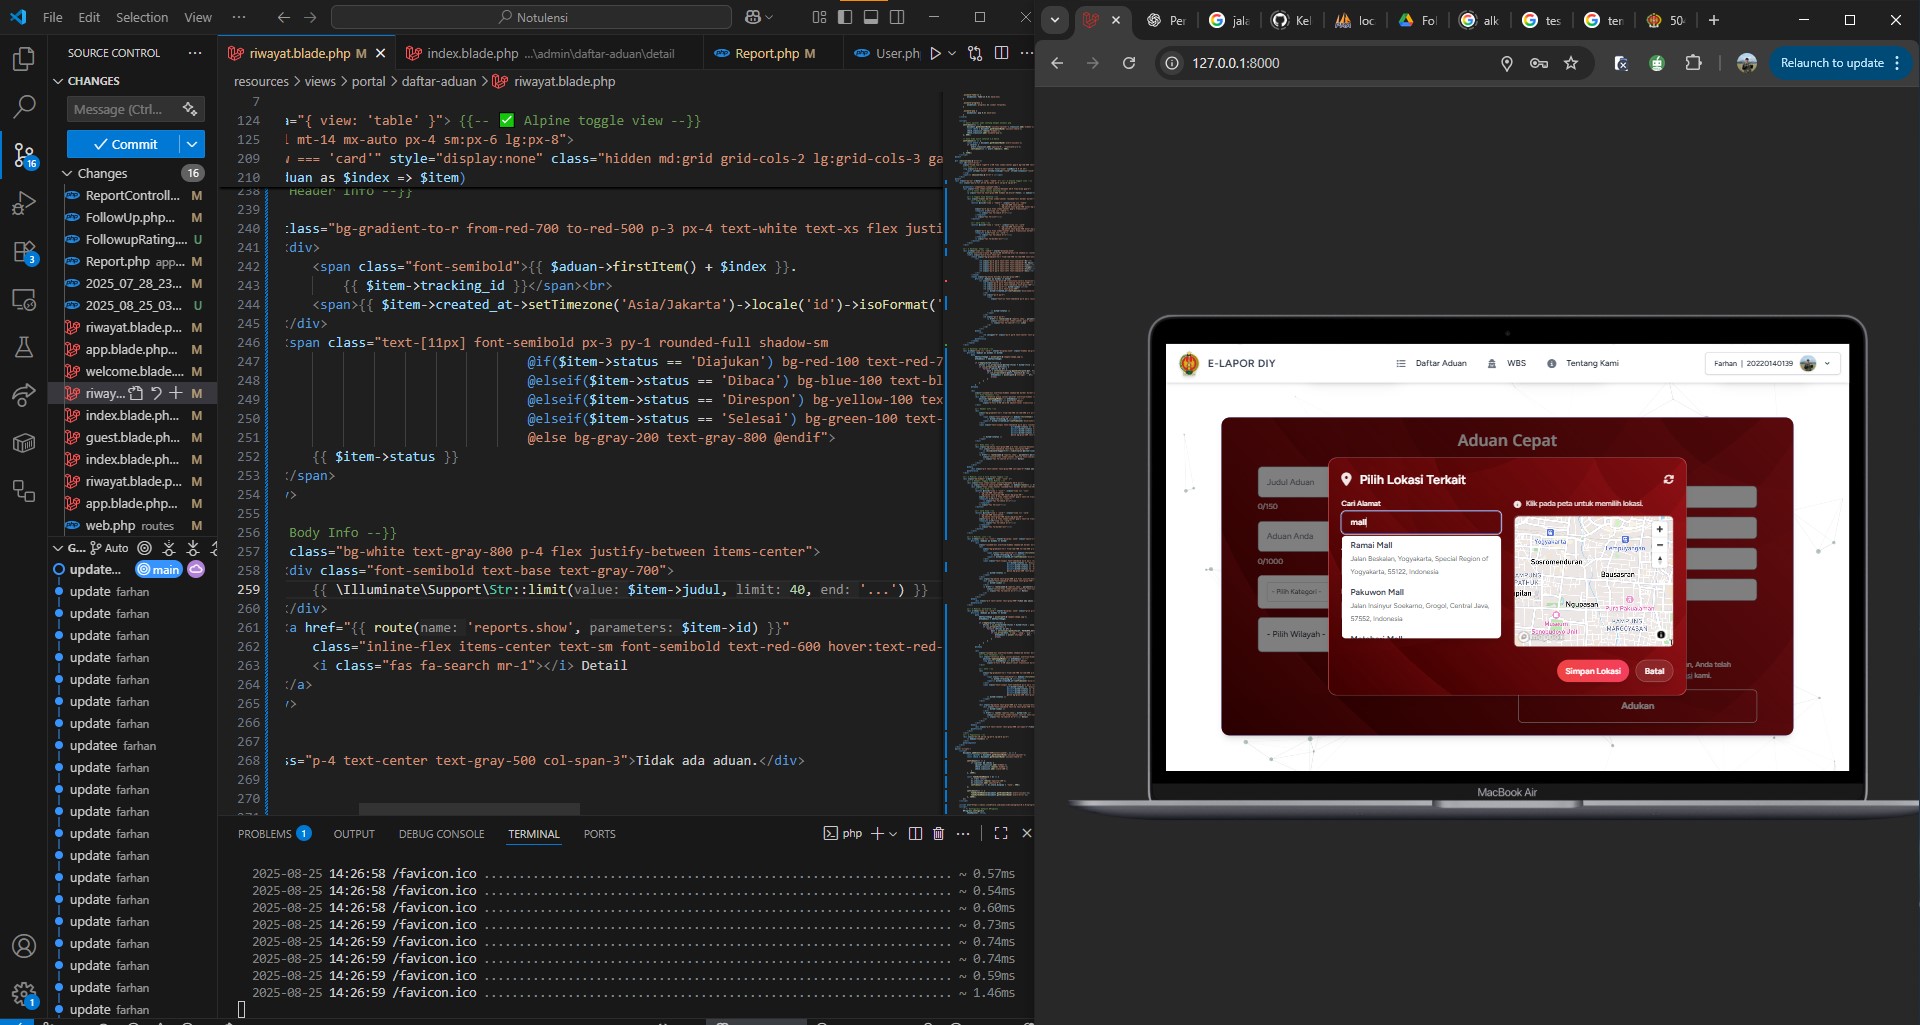 File Edit Selection View ··· Notulensi
SOURCE CONTROL
CHANGES
Message (Ctrl...
Commit
Changes 16
ReportControll... M
FollowUp.php... M
FollowupRating.... U
Report.php app... M
2025_07_28_23... M
2025_08_25_03... U
riwayat.blade.p... M
app.blade.php... M
welcome.blade.... M
riway... M
index.blade.ph... M
guest.blade.ph... M
index.blade.ph... M
riwayat.blade.p... M
app.blade.php... M
web.php routes M
G... Auto
update... main
update farhan
update farhan
update farhan
update farhan
update farhan
update farhan
update farhan
updatee farhan
update farhan
update farhan
update farhan
update farhan
update farhan
update farhan
update farhan
update farhan
update farhan
update farhan
update farhan
update farhan
16
3
1
riwayat.blade.php M index.blade.php ...\admin\daftar-aduan\detail Report.php M User.ph
resources > views > portal > daftar-aduan > riwayat.blade.php
7
124 a="{ view: 'table' }"> {{-- ✅ Alpine toggle view --}}
125 l mt-14 mx-auto px-4 sm:px-6 lg:px-8">
209 w === 'card'" style="display:none" class="hidden md:grid grid-cols-2 lg:grid-cols-3 ga
210 duan as $index => $item)
238 Header Info --}}
239
240 class="bg-gradient-to-r from-red-700 to-red-500 p-3 px-4 text-white text-xs flex justi
241 div>
242 <span class="font-semibold">{{ $aduan->firstItem() + $index }}.
243 {{ $item->tracking_id }}</span><br>
244 <span>{{ $item->created_at->setTimezone('Asia/Jakarta')->locale('id')->isoFormat('
245 /div>
246 span class="text-[11px] font-semibold px-3 py-1 rounded-full shadow-sm
247 @if($item->status == 'Diajukan') bg-red-100 text-red-7
248 @elseif($item->status == 'Dibaca') bg-blue-100 text-bl
249 @elseif($item->status == 'Direspon') bg-yellow-100 tex
250 @elseif($item->status == 'Selesai') bg-green-100 text-
251 @else bg-gray-200 text-gray-800 @endif">
252 {{ $item->status }}
253 /span>
254 >
255
256 Body Info --}}
257 class="bg-white text-gray-800 p-4 flex justify-between items-center">
258 div class="font-semibold text-base text-gray-700">
259 {{ \Illuminate\Support\Str::limit(value: $item->judul, limit: 40, end: '...') }}
260 /div>
261 a href="{{ route(name: 'reports.show', parameters: $item->id) }}"
262 class="inline-flex items-center text-sm font-semibold text-red-600 hover:text-red-
263 <i class="fas fa-search mr-1"></i> Detail
264 /a>
265 >
266
267
268 ss="p-4 text-center text-gray-500 col-span-3">Tidak ada aduan.</div>
269
270
PROBLEMS 1 OUTPUT DEBUG CONSOLE TERMINAL PORTS php
2025-08-25 14:26:58 /favicon.ico ~ 0.57ms
2025-08-25 14:26:58 /favicon.ico ~ 0.54ms
2025-08-25 14:26:58 /favicon.ico ~ 0.60ms
2025-08-25 14:26:59 /favicon.ico ~ 0.73ms
2025-08-25 14:26:59 /favicon.ico ~ 0.74ms
2025-08-25 14:26:59 /favicon.ico ~ 0.74ms
2025-08-25 14:26:59 /favicon.ico ~ 0.59ms
2025-08-25 14:26:59 /favicon.ico ~ 1.46ms
Per jala Kel loc Fol alk tes ten 50
127.0.0.1:8000 Relaunch to update
E-LAPOR DIY Daftar Aduan WBS Tentang Kami Farhan | 20220140139
Aduan Cepat
Judul Aduan
0/150
Aduan Anda
0/1000
- Pilih Kategori -
- Pilih Wilayah -
Pilih Lokasi Terkait
Cari Alamat
mall
Ramai Mall
Jalan Beskalan, Yogyakarta, Special Region of
Yogyakarta, 55122, Indonesia
Pakuwon Mall
Jalan Insinyur Soekarno, Grogol, Central Java,
57552, Indonesia
Klik pada peta untuk memilih lokasi.
Yogyakarta
Lempuyangan
Sosromenduran
Bausasran
Ngupasan
Pura Pakualaman
Museum
Sonobudoyo Unit
KAMPUNG
MARGOYASAN
Simpan Lokasi Batal
n, Anda telah
kami.
Adukan
MacBook Air